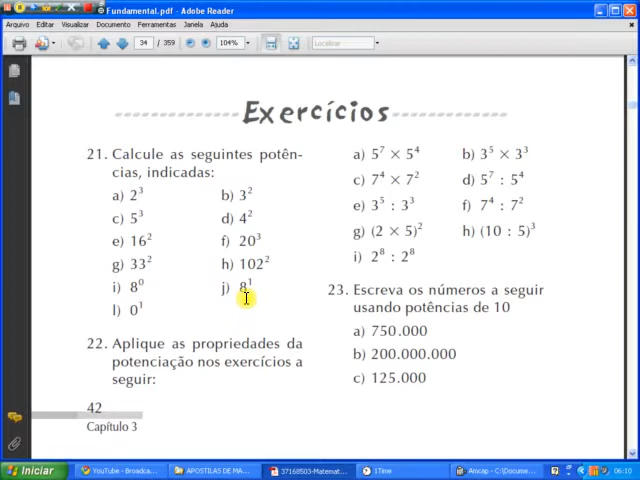 Fundamental.pdf - Adobe Reader
Arquivo Editar Visualizar Documento Ferramentas Janela Ajuda
34 / 359 104% Localizar
Exercícios
21. Calcule as seguintes potên-
cias, indicadas:
a) 2³ b) 3²
c) 5³ d) 4²
e) 16² f) 20³
g) 33² h) 102²
i) 8⁰ j) 8¹
l) 0¹
22. Aplique as propriedades da
potenciação nos exercícios a
seguir:
42
Capítulo 3
a) 5⁷ × 5⁴ b) 3⁵ × 3³
c) 7⁴ × 7² d) 5⁷ : 5⁴
e) 3⁵ : 3³ f) 7⁴ : 7²
g) (2 × 5)² h) (10 : 5)³
i) 2⁸ : 2⁸
23. Escreva os números a seguir
usando potências de 10
a) 750.000
b) 200.000.000
c) 125.000
Iniciar YouTube - Broadca... APOSTILAS DE MA... 37168503-Matemat... 1Time Amcap - C:\Docume... 06:10